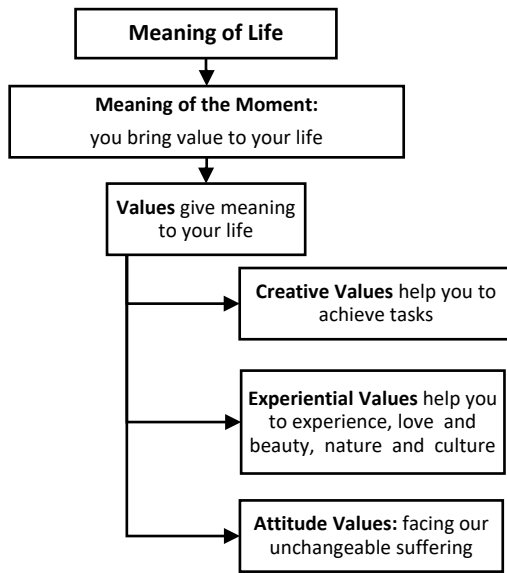 Meaning of Life
Meaning of the Moment:
you bring value to your life
Values give meaning
to your life
Creative Values help you to
achieve tasks
Experiential Values help you
to experience, love and
beauty, nature and culture
Attitude Values: facing our
unchangeable suffering